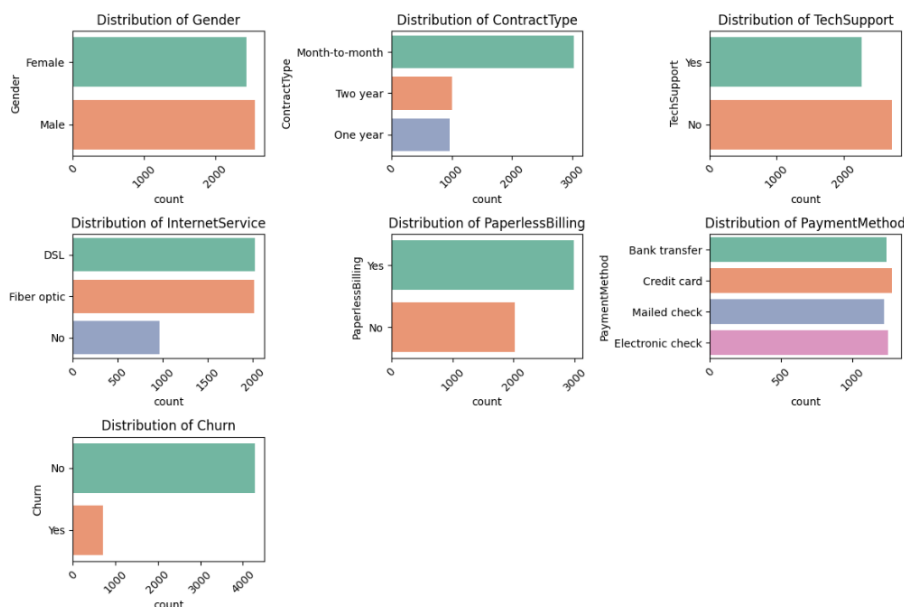 Distribution of Gender
Gender
Female
Male
0
1000
2000
count
Distribution of ContractType
ContractType
Month-to-month
Two year
One year
0
1000
2000
3000
count
Distribution of TechSupport
TechSupport
Yes
No
0
1000
2000
count
Distribution of InternetService
DSL
Fiber optic
No
0
500
1000
1500
2000
count
Distribution of PaperlessBilling
PaperlessBilling
Yes
No
0
1000
2000
3000
count
Distribution of PaymentMethod
PaymentMethod
Bank transfer
Credit card
Mailed check
Electronic check
0
500
1000
count
Distribution of Churn
Churn
No
Yes
0
1000
2000
3000
4000
count